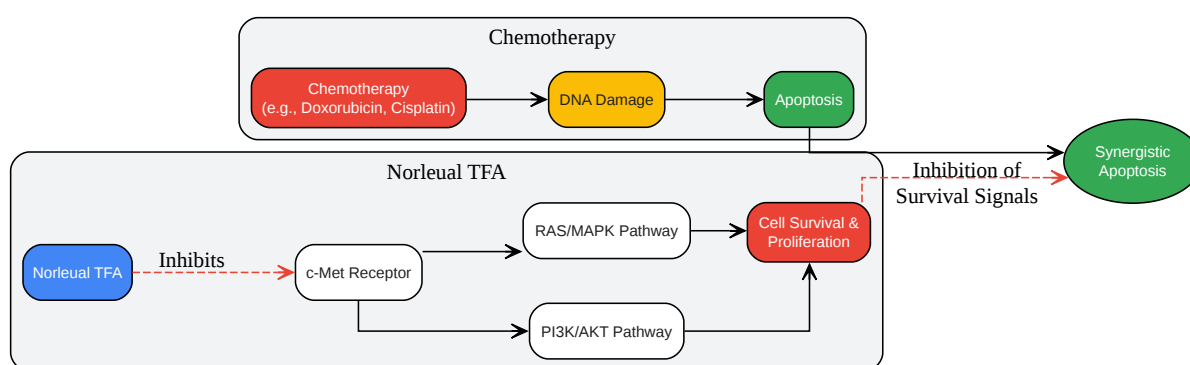 Chemotherapy
Chemotherapy
(e.g., Doxorubicin, Cisplatin)
DNA Damage
Apoptosis
Synergistic
Apoptosis
Norleual TFA
Inhibition of
Survival Signals
RAS/MAPK Pathway
Cell Survival &
Proliferation
Norleual TFA
Inhibits
c-Met Receptor
PI3K/AKT Pathway